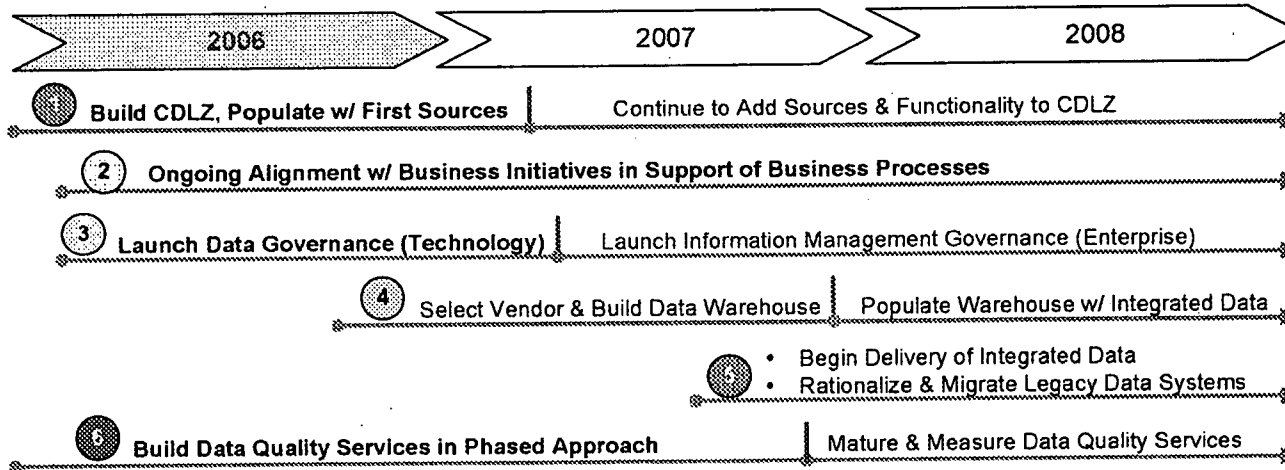 2006
2007
2008
1 Build CDLZ, Populate w/ First Sources
Continue to Add Sources & Functionality to CDLZ
2 Ongoing Alignment w/ Business Initiatives in Support of Business Processes
3 Launch Data Governance (Technology)
Launch Information Management Governance (Enterprise)
4 Select Vendor & Build Data Warehouse
Populate Warehouse w/ Integrated Data
5 • Begin Delivery of Integrated Data
• Rationalize & Migrate Legacy Data Systems
6 Build Data Quality Services in Phased Approach
Mature & Measure Data Quality Services